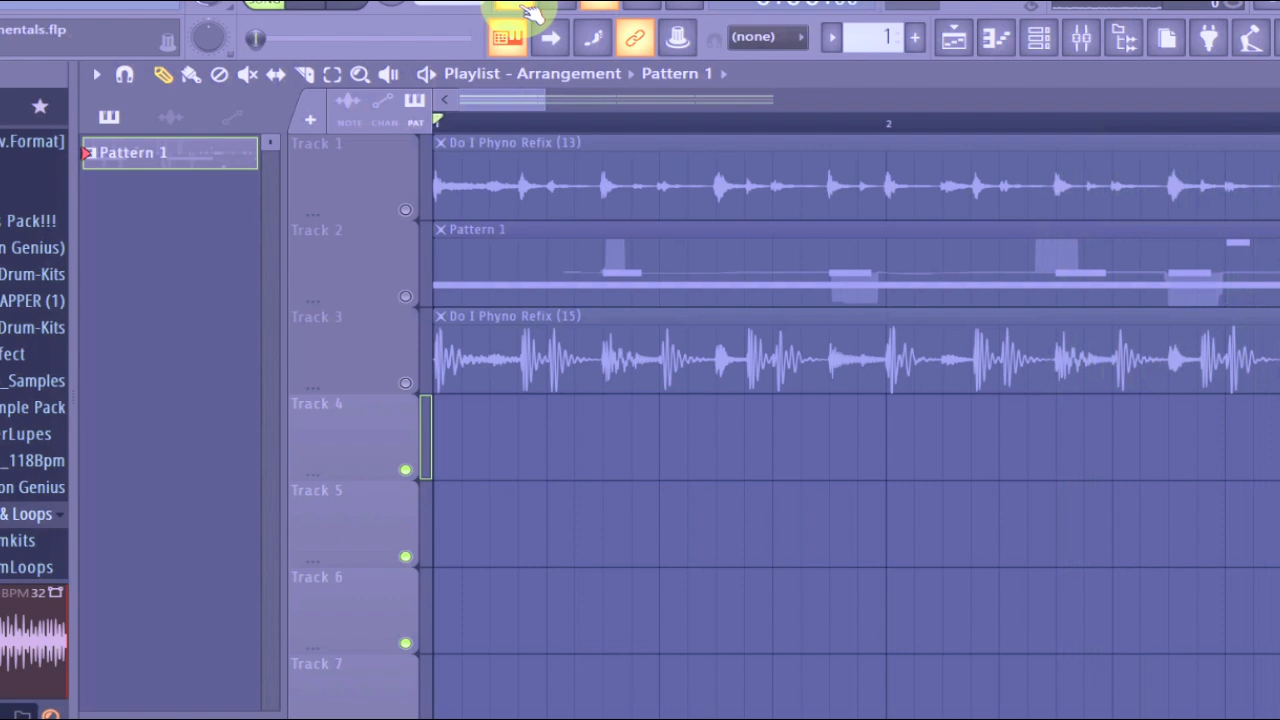 SONG
mentals.flp
(none)
1
Playlist - Arrangement
Pattern 1
NOTE CHAN PAT
2
w.Format]
s Pack!!!
n Genius)
Drum-Kits
APPER (1)
Drum-Kits
fect
_Samples
mple Pack
rLupes
_118Bpm
on Genius
& Loops
mkits
mLoops
BPM 32
Pattern 1
Track 1
Do I Phyno Refix (13)
Track 2
Pattern 1
Track 3
Do I Phyno Refix (15)
Track 4
Track 5
Track 6
Track 7